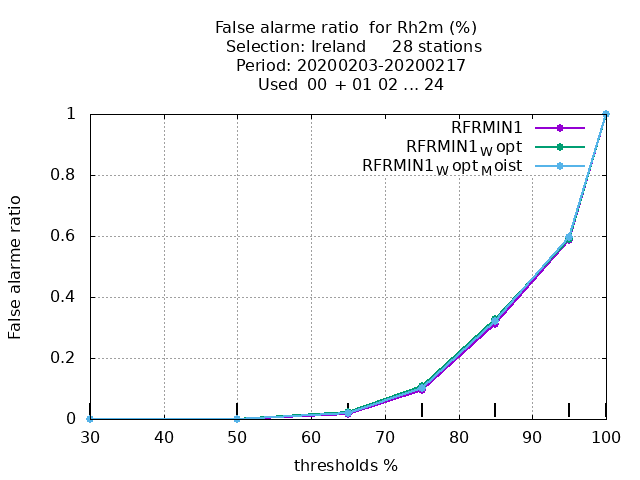 False alarme ratio for Rh2m (%)
Selection: Ireland 28 stations
Period: 20200203-20200217
Used 00 + 01 02 ... 24
RFRMIN1
RFRMIN1Wopt
RFRMIN1WoptMoist
1
0.8
0.6
0.4
0.2
0
False alarme ratio
30 40 50 60 70 80 90 100
thresholds %